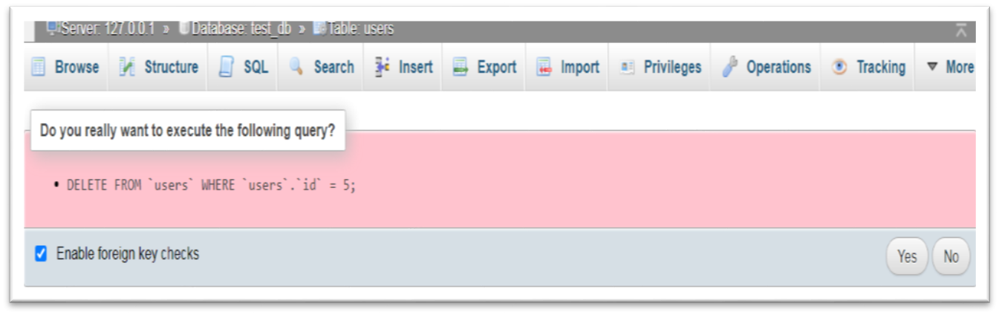 Server: 127.0.0.1 » Database: test_db » Table: users
Browse Structure SQL Search Insert Export Import Privileges Operations Tracking More
Do you really want to execute the following query?
• DELETE FROM `users` WHERE `users`.`id` = 5;
Enable foreign key checks Yes No